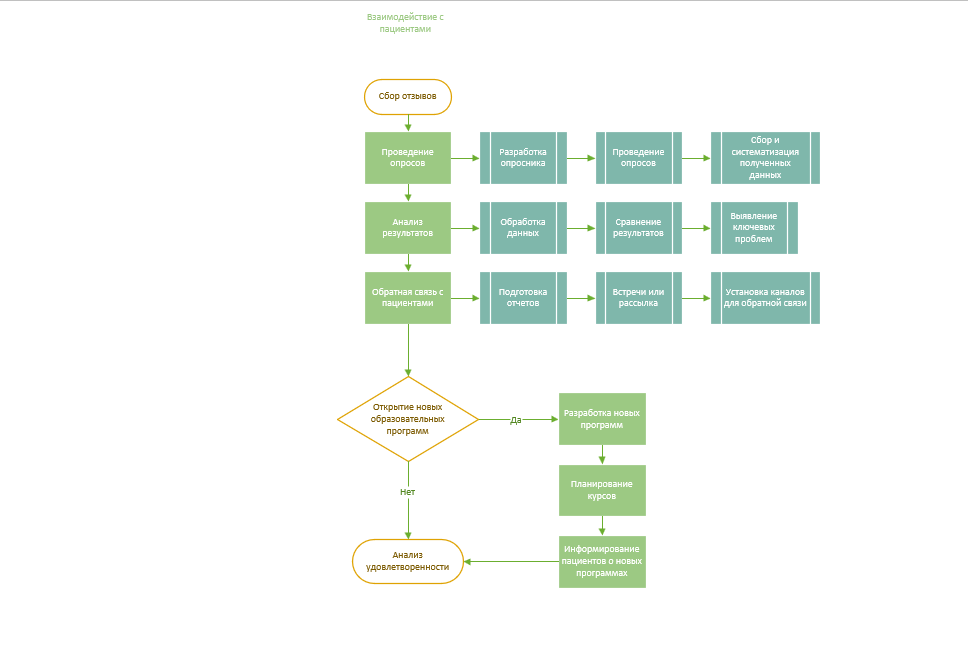 Взаимодействие с
пациентами
Сбор отзывов
Проведение
опросов
Разработка
опросника
Проведение
опросов
Сбор и
систематизация
полученных
данных
Анализ
результатов
Обработка
данных
Сравнение
результатов
Выявление
ключевых
проблем
Обратная связь с
пациентами
Подготовка
отчетов
Встречи или
рассылка
Установка каналов
для обратной связи
Открытие новых
образовательных
программ
Да
Разработка новых
программ
Планирование
курсов
Нет
Информирование
пациентов о новых
программах
Анализ
удовлетворенности